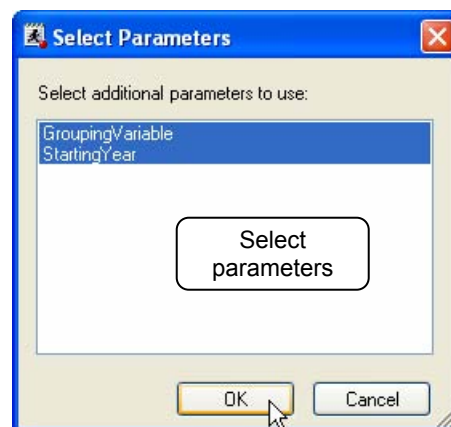 Select Parameters
Select additional parameters to use:
GroupingVariable
StartingYear
Select
parameters
OK
Cancel